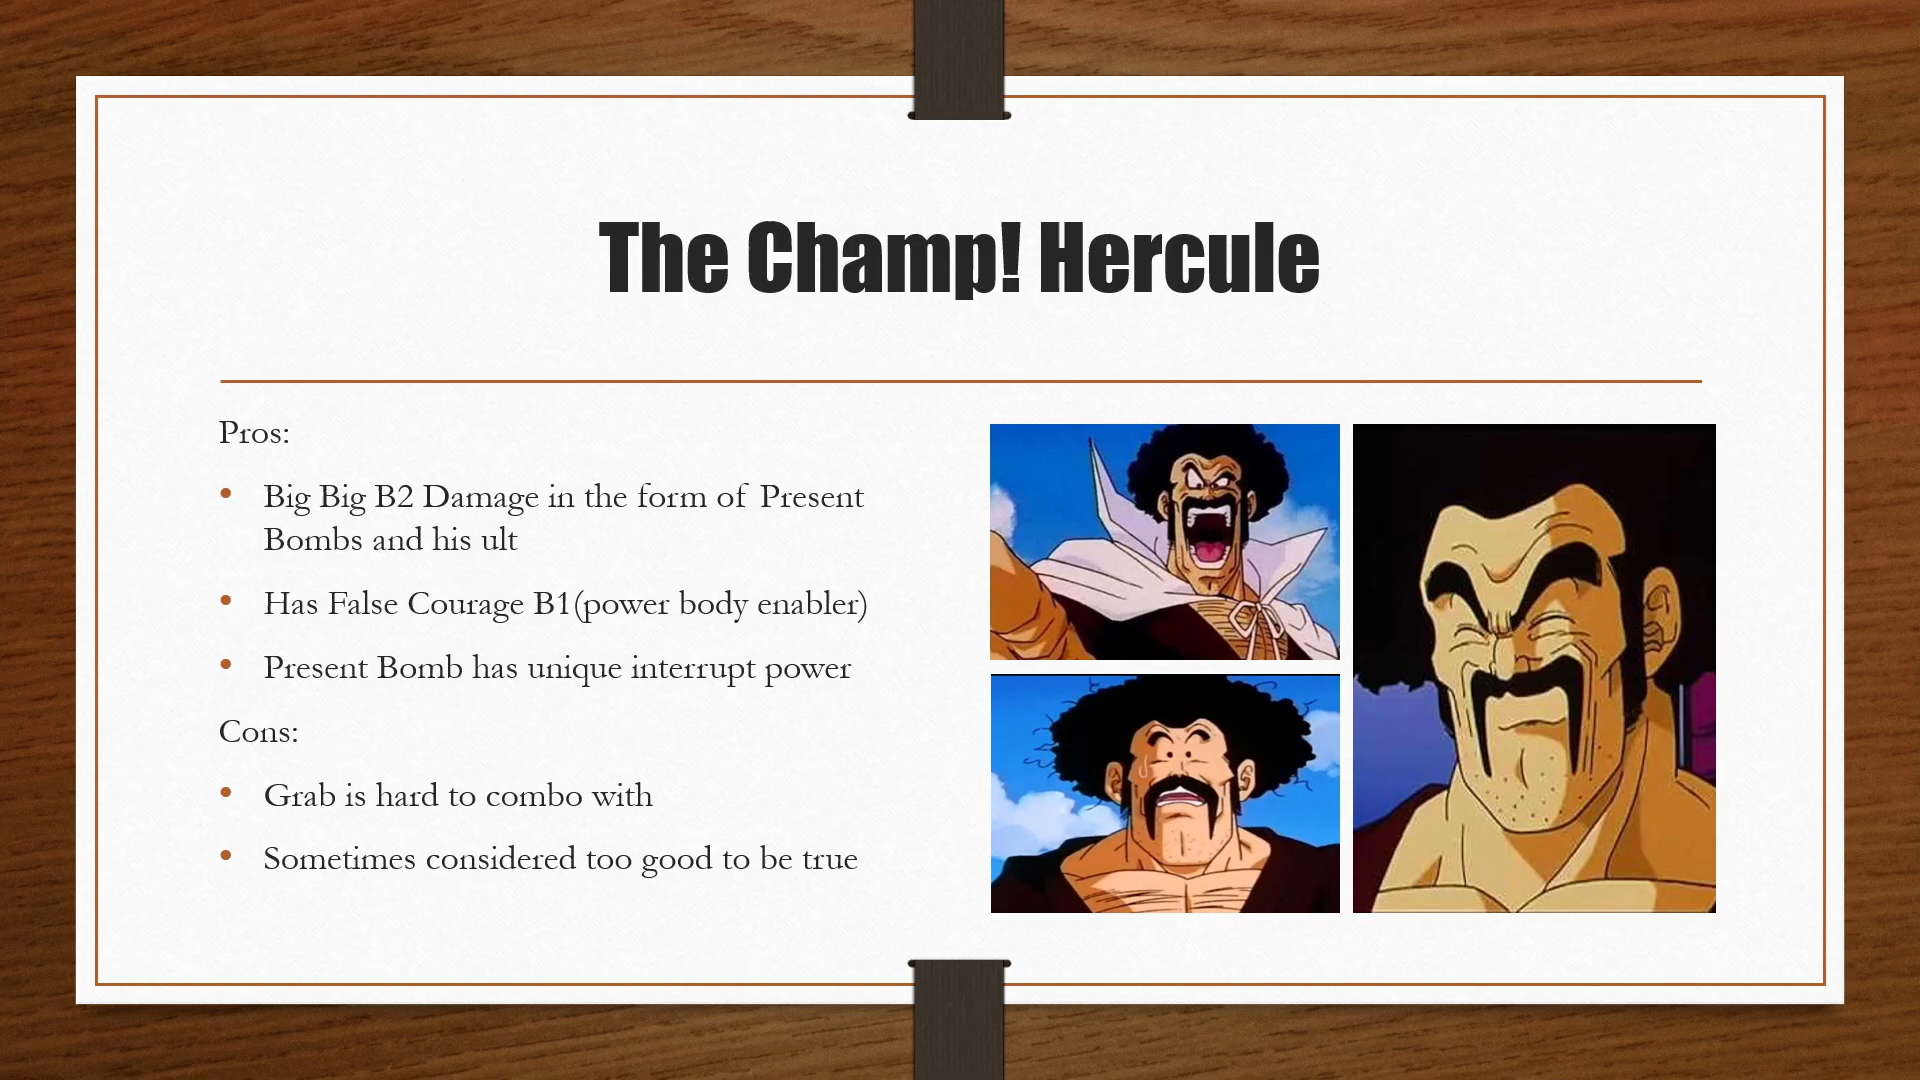 The Champ! Hercule
Pros:
• Big Big B2 Damage in the form of Present
Bombs and his ult
• Has False Courage B1(power body enabler)
• Present Bomb has unique interrupt power
Cons:
• Grab is hard to combo with
• Sometimes considered too good to be true